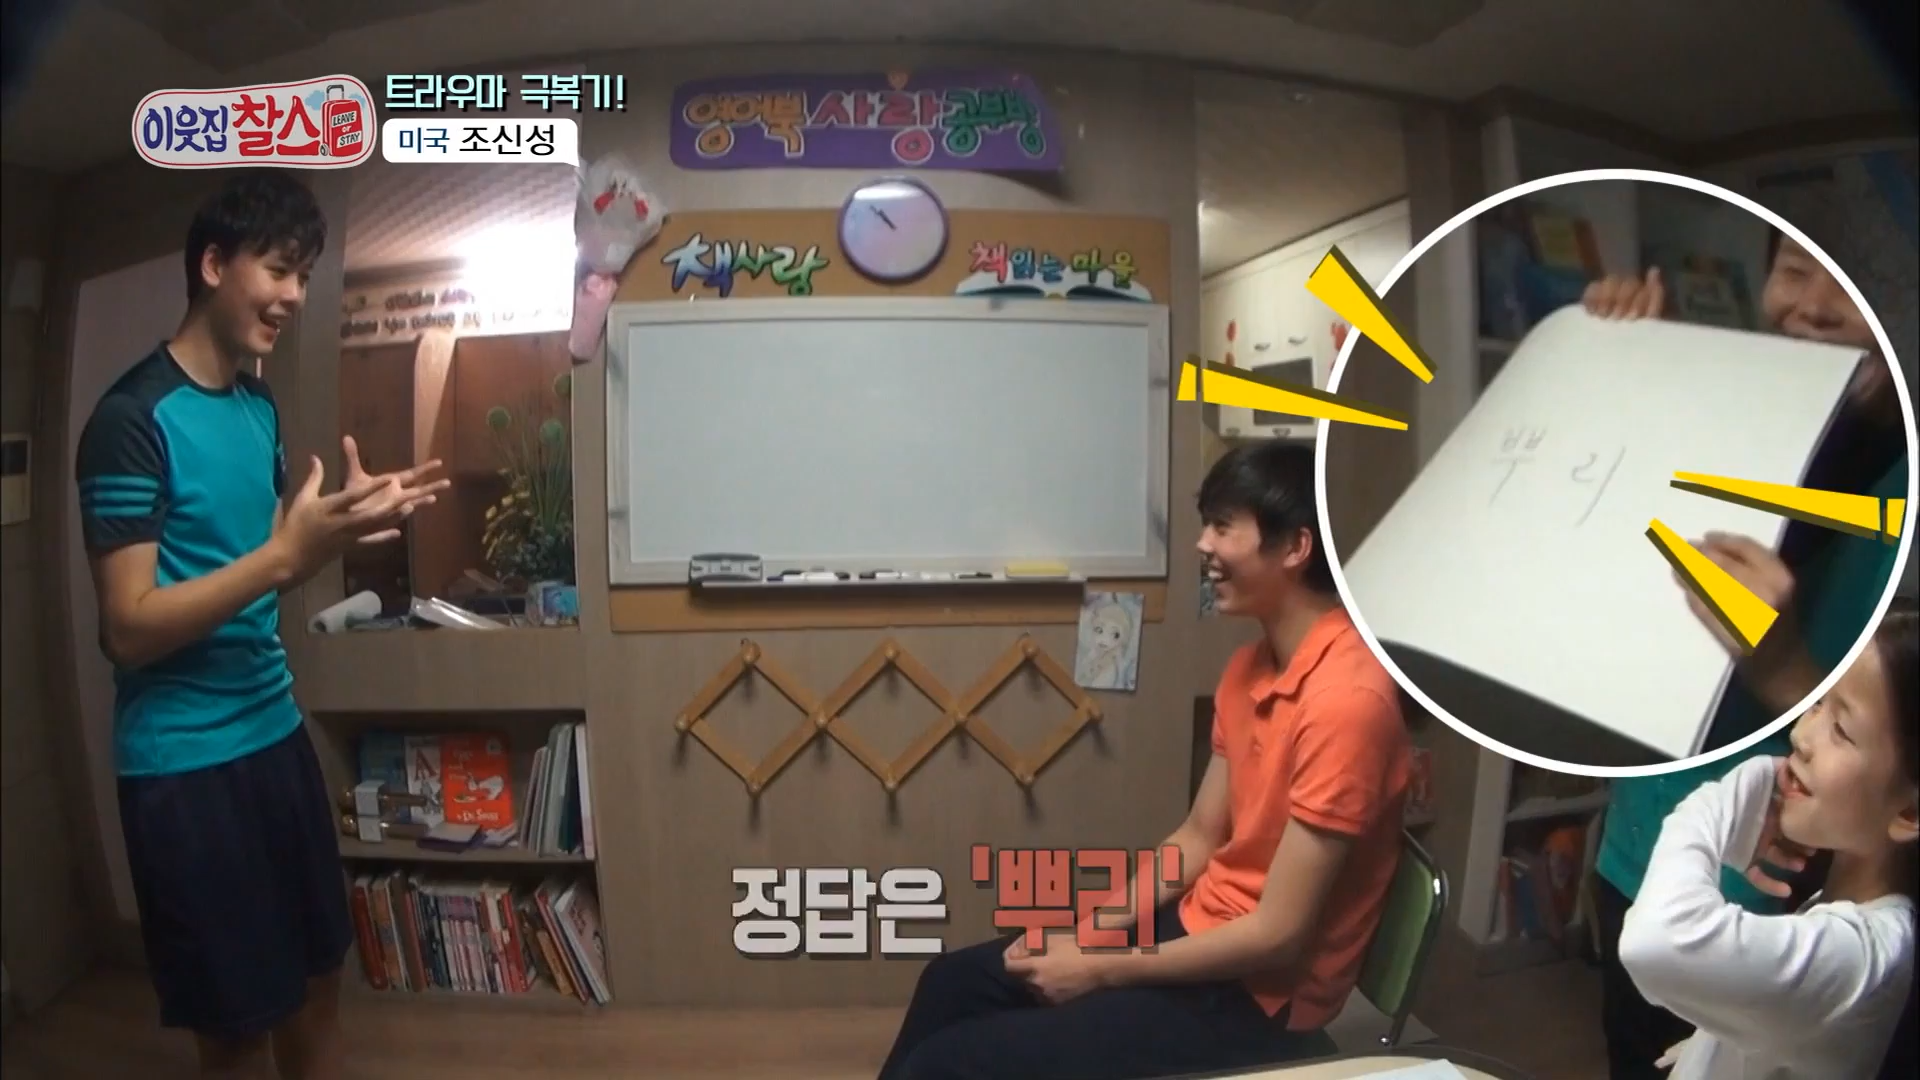 이웃집 찰스
LEAVE
or
STAY
트라우마 극복기!
미국 조신성
영어북 사랑 공부방
책사랑
책 읽는 마을
뿌리
정답은 '뿌리'